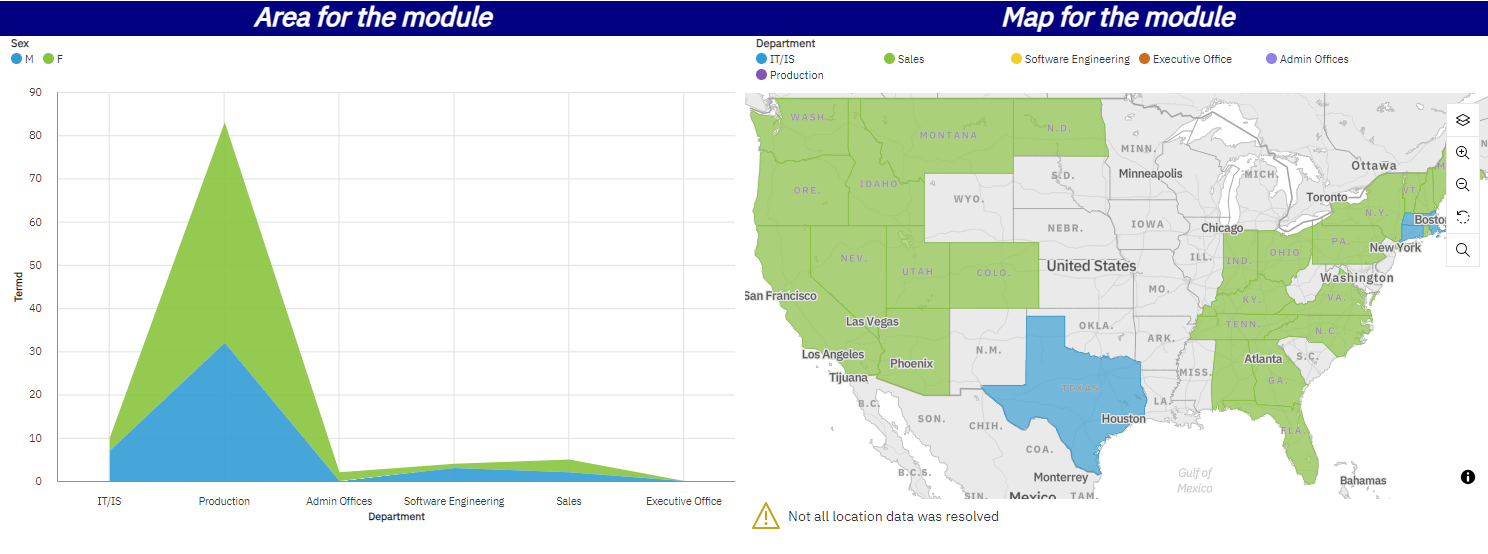 Area for the module
Map for the module
Sex
M F
90
80
70
60
50
40
30
20
10
0
Termd
IT/IS Production Admin Offices Software Engineering Sales Executive Office
Department
Department
IT/IS Sales Software Engineering Executive Office Admin Offices
Production
WASH.
MONTANA
N.D.
MINN.
Ottawa
ORE.
IDAHO
S.D.
Minneapolis
MICH.
VT.
WYO.
Toronto
N.Y.
NEBR.
IOWA
Chicago
Bosto
NEV.
UTAH
COLO.
United States
ILL.
IND.
OHIO
PA.
New York
San Francisco
MO.
Washington
KY.
VA.
Las Vegas
OKLA.
TENN.
N.C.
Los Angeles
Phoenix
N.M.
ARK.
Atlanta
S.C.
Tijuana
TEXAS
MISS.
GA.
B.C.
SON.
CHIH.
LA.
Houston
FLA.
COA.
B.C.S.
Monterrey
Gulf of
Mexico
Bahamas
SIN.
Mexico
TAM.
Not all location data was resolved